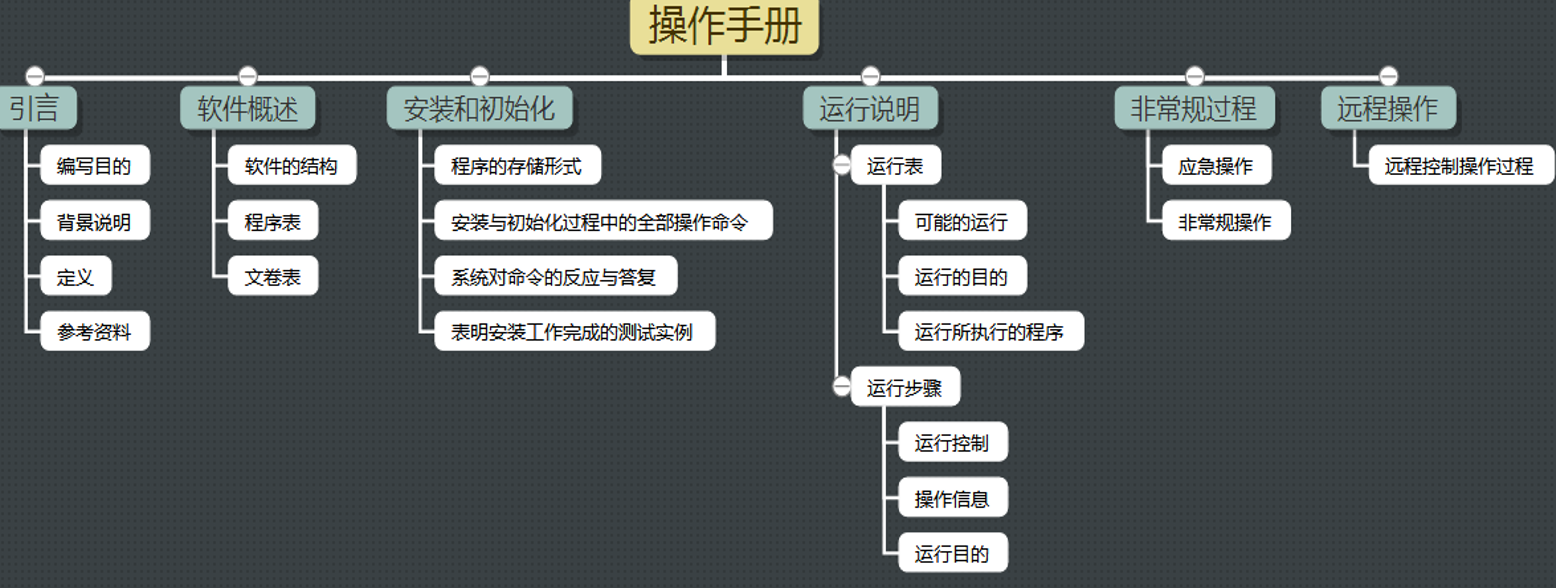 操作手册
引言
编写目的
背景说明
定义
参考资料
软件概述
软件的结构
程序表
文卷表
安装和初始化
程序的存储形式
安装与初始化过程中的全部操作命令
系统对命令的反应与答复
表明安装工作完成的测试实例
运行说明
运行表
可能的运行
运行的目的
运行所执行的程序
运行步骤
运行控制
操作信息
运行目的
非常规过程
应急操作
非常规操作
远程操作
远程控制操作过程